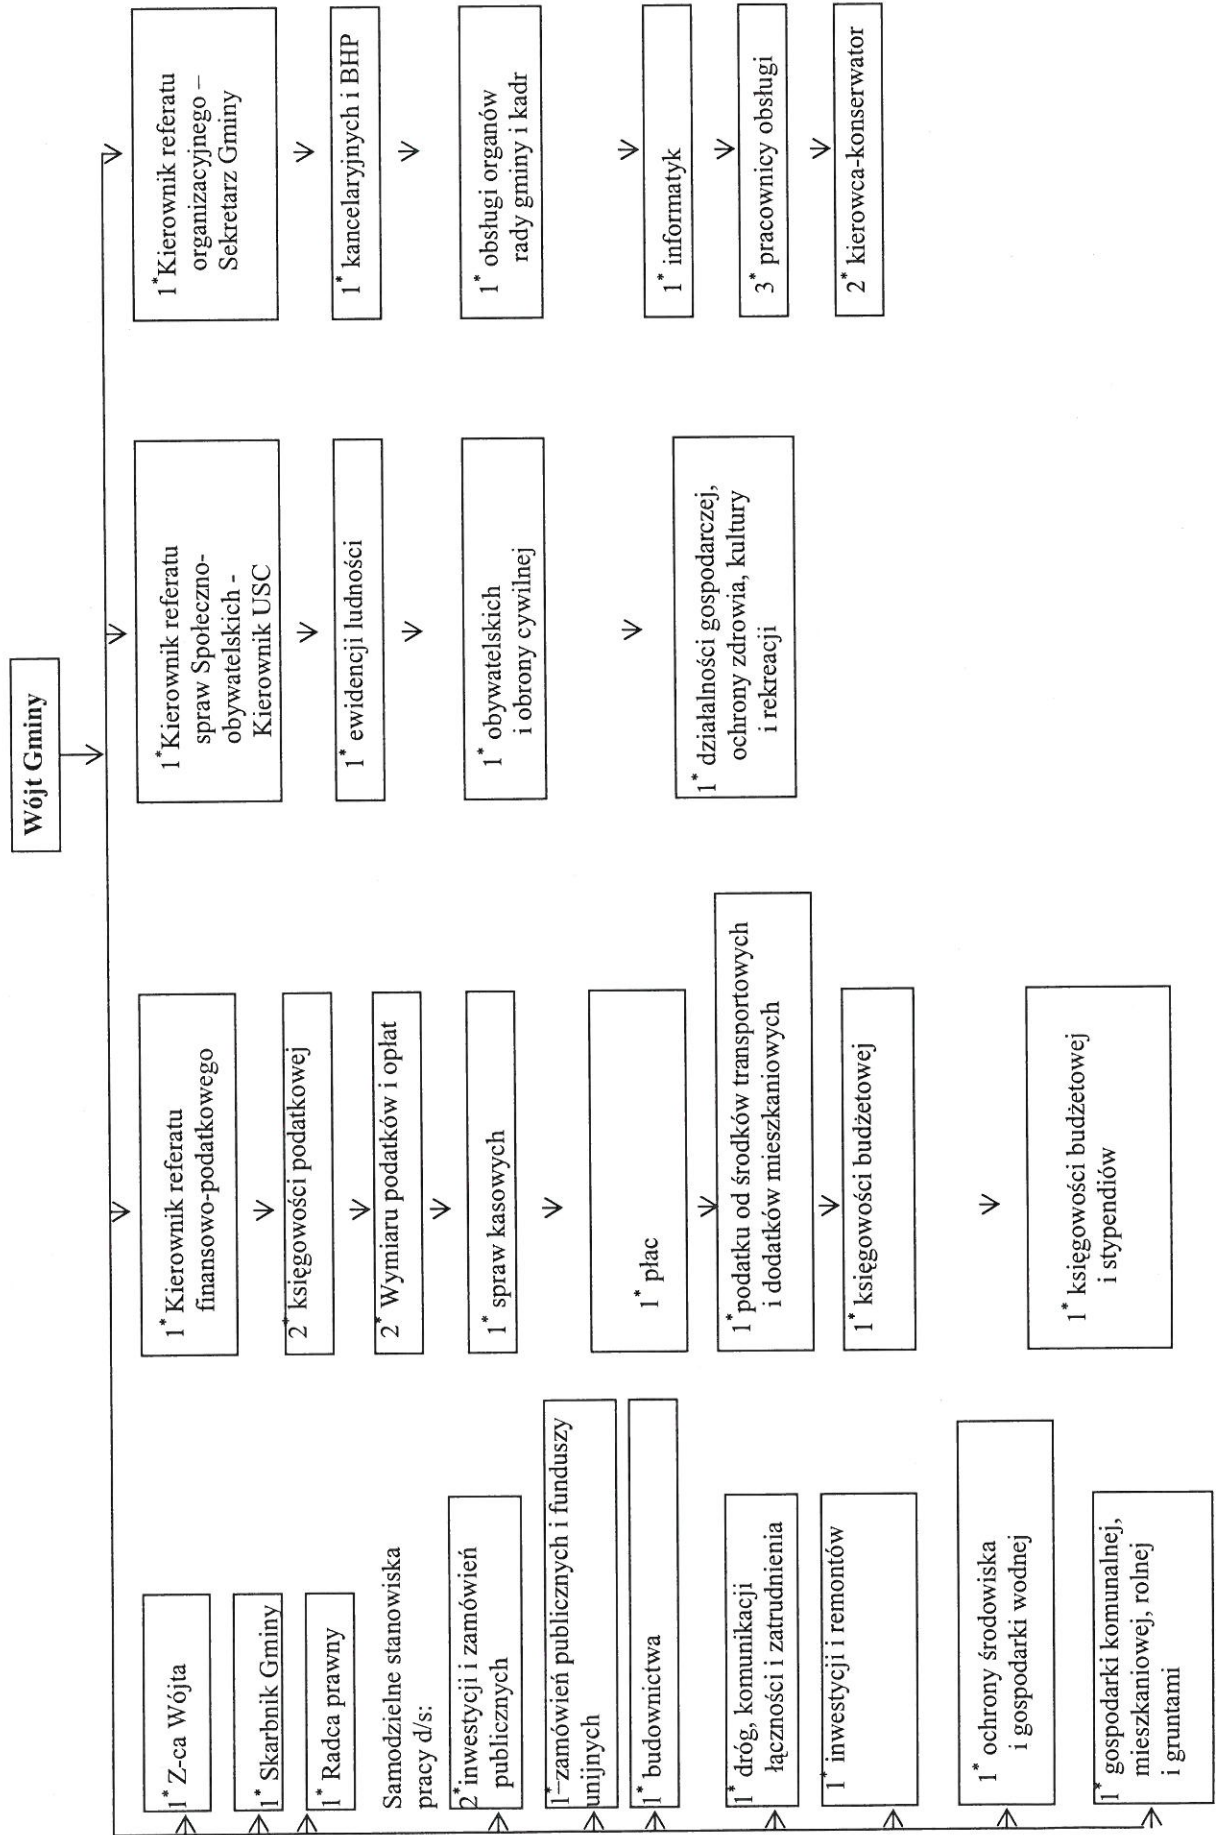 Wójt Gminy
1*Z-ca Wójta
1* Skarbnik Gminy
1* Radca prawny
Samodzielne stanowiska
pracy d/s:
2*inwestycji i zamówień
publicznych
1*–zamówień publicznych i funduszy
unijnych
1* budownictwa
1* dróg, komunikacji
łączności i zatrudnienia
1* inwestycji i remontów
1* ochrony środowiska
i gospodarki wodnej
1* gospodarki komunalnej,
mieszkaniowej, rolnej
i gruntami
1*Kierownik referatu
finansowo-podatkowego
2* księgowości podatkowej
2* Wymiaru podatków i opłat
1* spraw kasowych
1* płac
1*podatku od środków transportowych
i dodatków mieszkaniowych
1* księgowości budżetowej
1* księgowości budżetowej
i stypendiów
1*Kierownik referatu
spraw Społeczno-
obywatelskich -
Kierownik USC
1* ewidencji ludności
1* obywatelskich
i obrony cywilnej
1* działalności gospodarczej,
ochrony zdrowia, kultury
i rekreacji
1*Kierownik referatu
organizacyjnego –
Sekretarz Gminy
1* kancelaryjnych i BHP
1* obsługi organów
rady gminy i kadr
1* informatyk
3* pracownicy obsługi
2* kierowca-konserwator